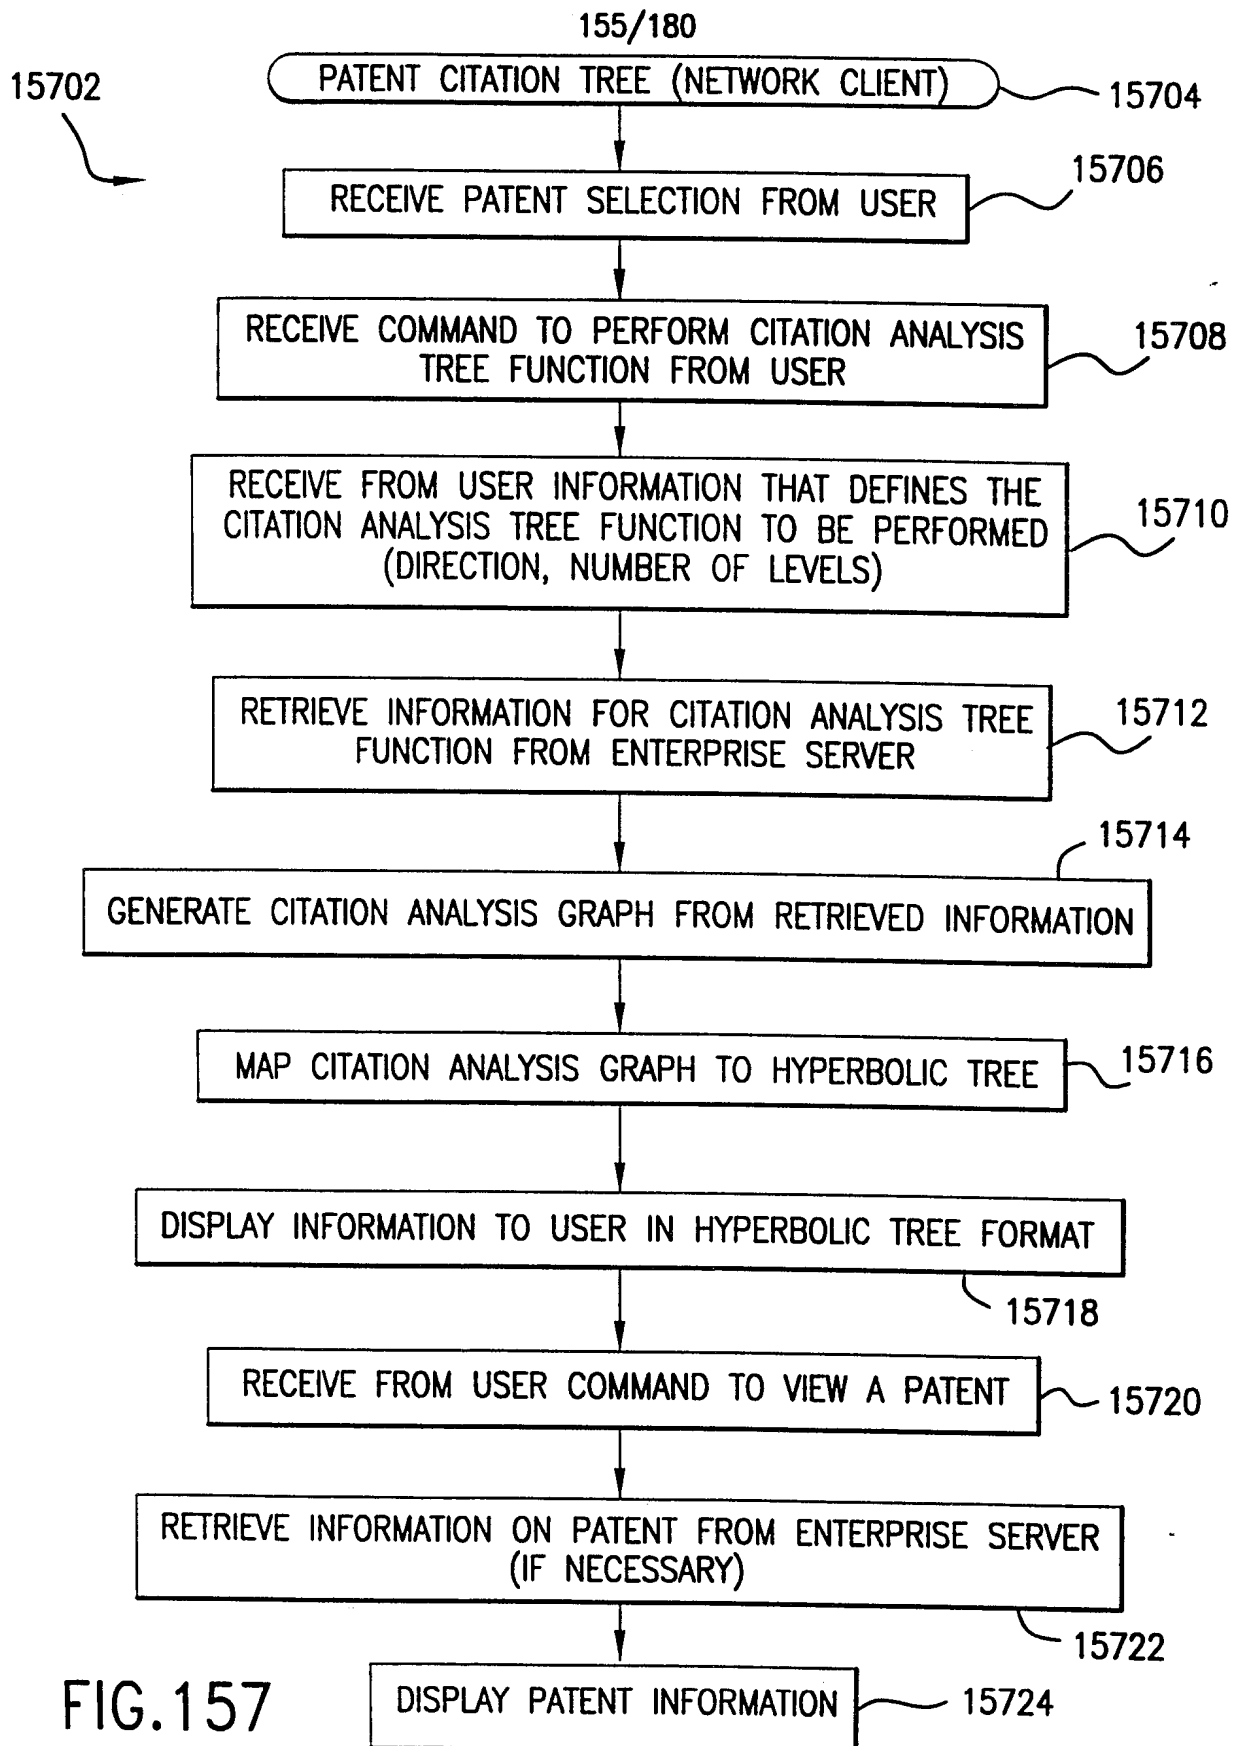 155/180
15702
PATENT CITATION TREE (NETWORK CLIENT)
15704
RECEIVE PATENT SELECTION FROM USER
15706
RECEIVE COMMAND TO PERFORM CITATION ANALYSIS
TREE FUNCTION FROM USER
15708
RECEIVE FROM USER INFORMATION THAT DEFINES THE
CITATION ANALYSIS TREE FUNCTION TO BE PERFORMED
(DIRECTION, NUMBER OF LEVELS)
15710
RETRIEVE INFORMATION FOR CITATION ANALYSIS TREE
FUNCTION FROM ENTERPRISE SERVER
15712
15714
GENERATE CITATION ANALYSIS GRAPH FROM RETRIEVED INFORMATION
MAP CITATION ANALYSIS GRAPH TO HYPERBOLIC TREE
15716
DISPLAY INFORMATION TO USER IN HYPERBOLIC TREE FORMAT
15718
RECEIVE FROM USER COMMAND TO VIEW A PATENT
15720
RETRIEVE INFORMATION ON PATENT FROM ENTERPRISE SERVER
(IF NECESSARY)
15722
DISPLAY PATENT INFORMATION
15724
FIG.157